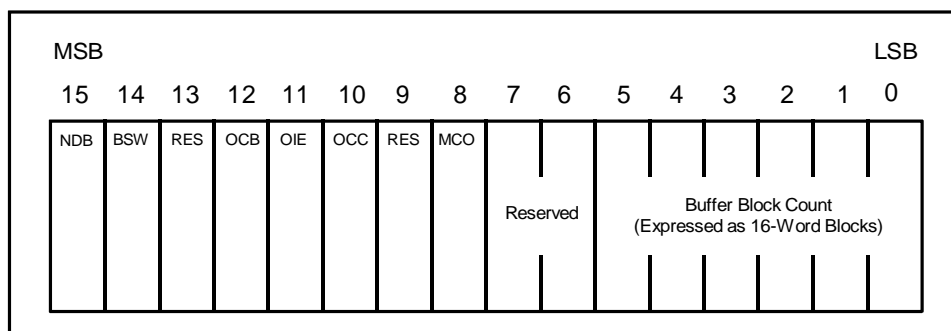 MSB LSB
15 14 13 12 11 10 9 8 7 6 5 4 3 2 1 0
NDB BSW RES OCB OIE OCC RES MCO
Reserved
Buffer Block Count
(Expressed as 16-Word Blocks)